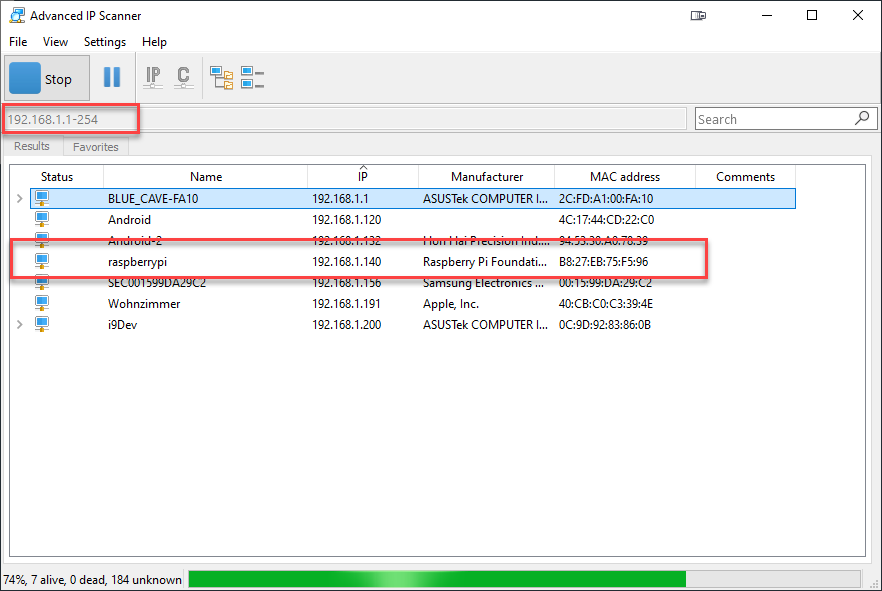 Advanced IP Scanner
File View Settings Help
Stop IP C
192.168.1.1-254 Search
Results Favorites
Status Name IP Manufacturer MAC address Comments
BLUE_CAVE-FA10 192.168.1.1 ASUSTek COMPUTER I... 2C:FD:A1:00:FA:10
Android 192.168.1.120 4C:17:44:CD:22:C0
Android-2 192.168.1.132 Hon Hai Precision Ind.... 94:53:30:A0:78:39
raspberrypi 192.168.1.140 Raspberry Pi Foundati... B8:27:EB:75:F5:96
SEC001599DA29C2 192.168.1.156 Samsung Electronics ... 00:15:99:DA:29:C2
Wohnzimmer 192.168.1.191 Apple, Inc. 40:CB:C0:C3:39:4E
i9Dev 192.168.1.200 ASUSTek COMPUTER I... 0C:9D:92:83:86:0B
74%, 7 alive, 0 dead, 184 unknown